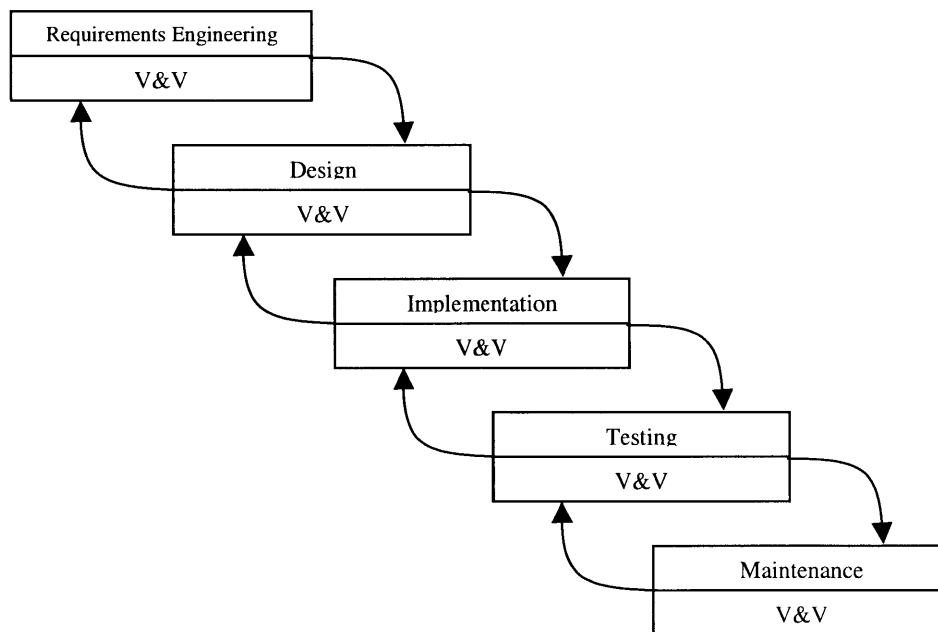 Requirements Engineering
V&V
Design
V&V
Implementation
V&V
Testing
V&V
Maintenance
V&V